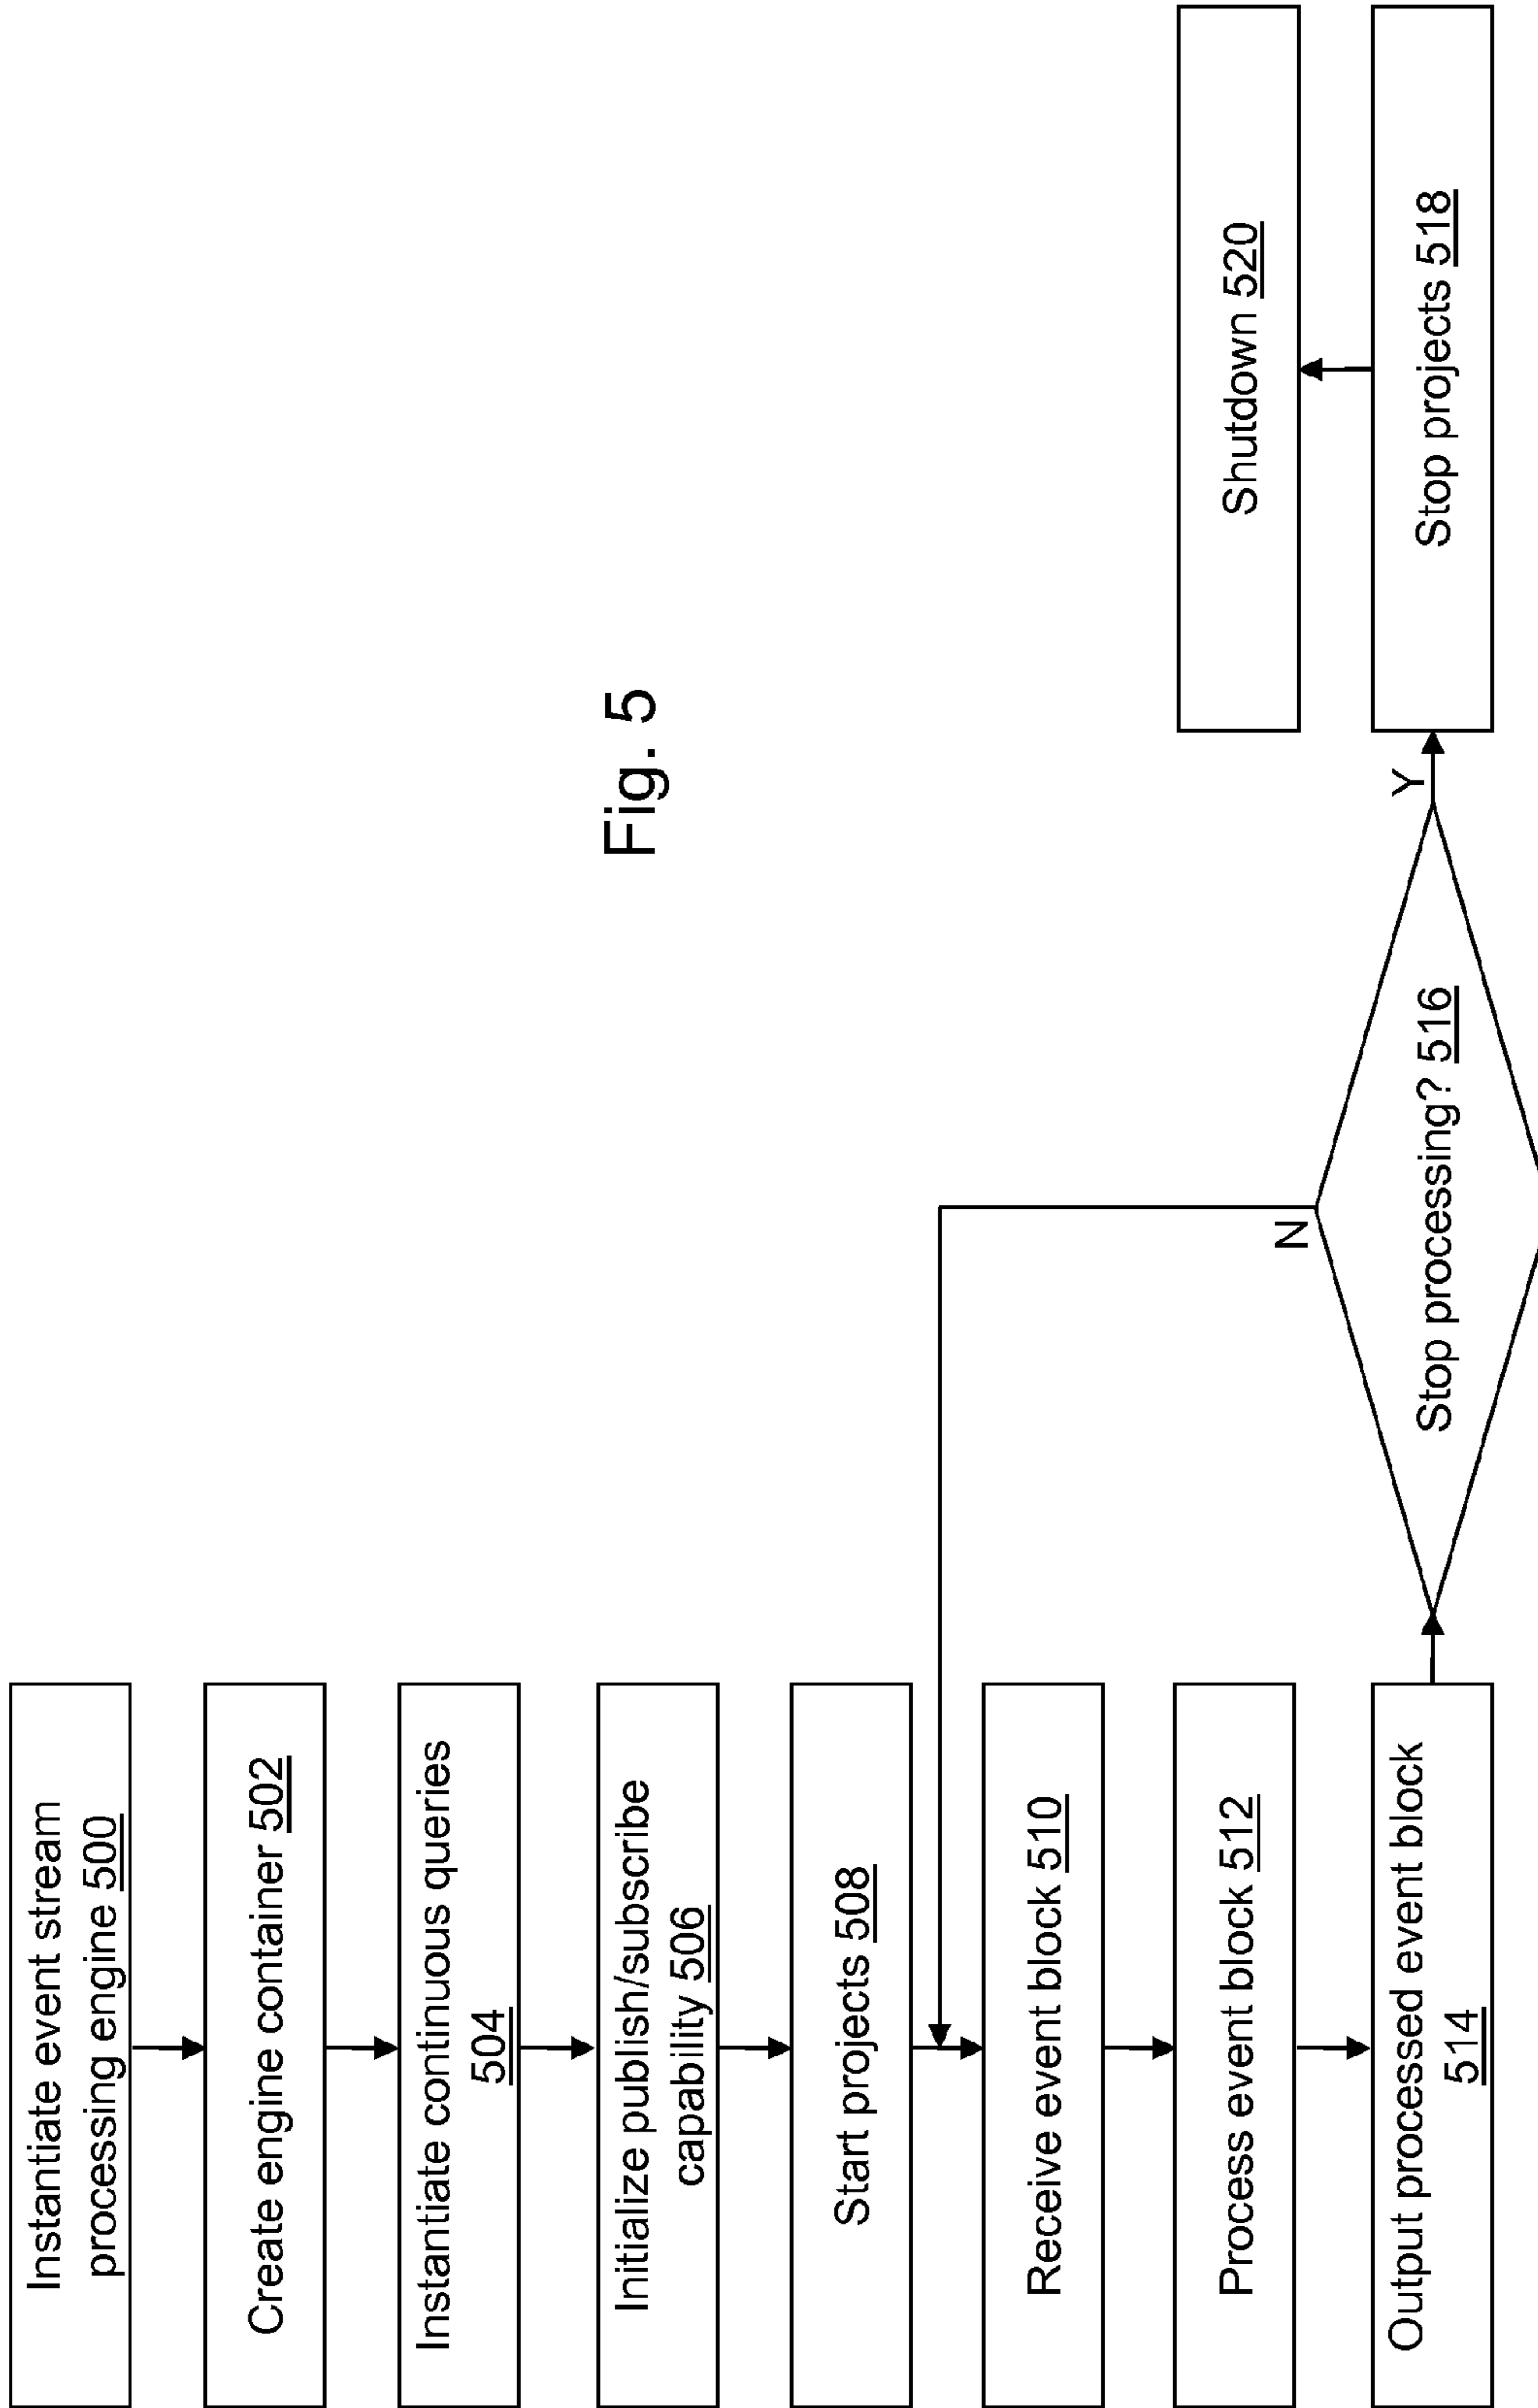 Instantiate event stream
processing engine 500
Create engine container 502
Instantiate continuous queries
504
Initialize publish/subscribe
capability 506
Start projects 508
Receive event block 510
Process event block 512
Output processed event block
514
N
Stop processing? 516
Y
Stop projects 518
Shutdown 520
Fig. 5